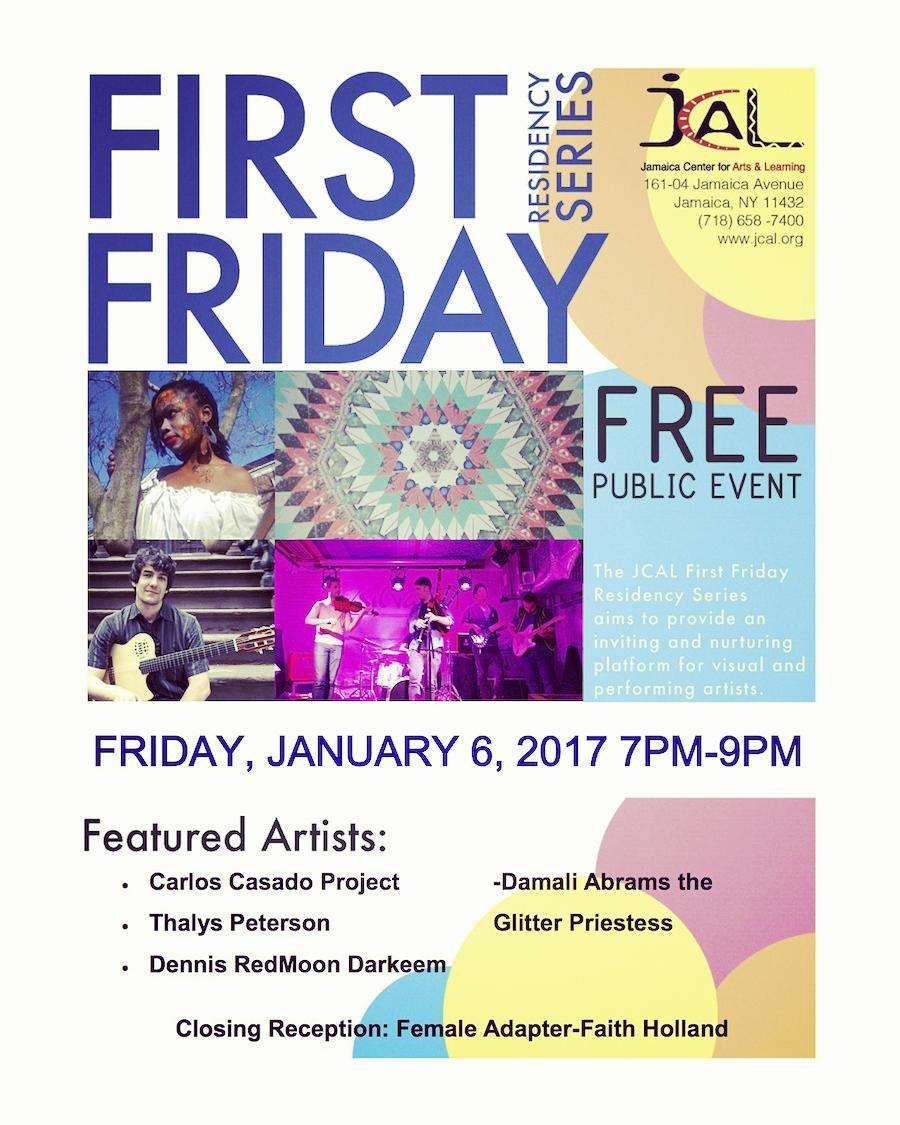 FIRST
FRIDAY
RESIDENCY
SERIES
jCAL
Jamaica Center for Arts & Learning
161-04 Jamaica Avenue
Jamaica, NY 11432
(718) 658 -7400
www.jcal.org
FREE
PUBLIC EVENT
The JCAL First Friday
Residency Series
aims to provide an
inviting and nurturing
platform for visual and
performing artists.
FRIDAY, JANUARY 6, 2017 7PM-9PM
Featured Artists:
• Carlos Casado Project
• Thalys Peterson
• Dennis RedMoon Darkeem
-Damali Abrams the
Glitter Priestess
Closing Reception: Female Adapter-Faith Holland